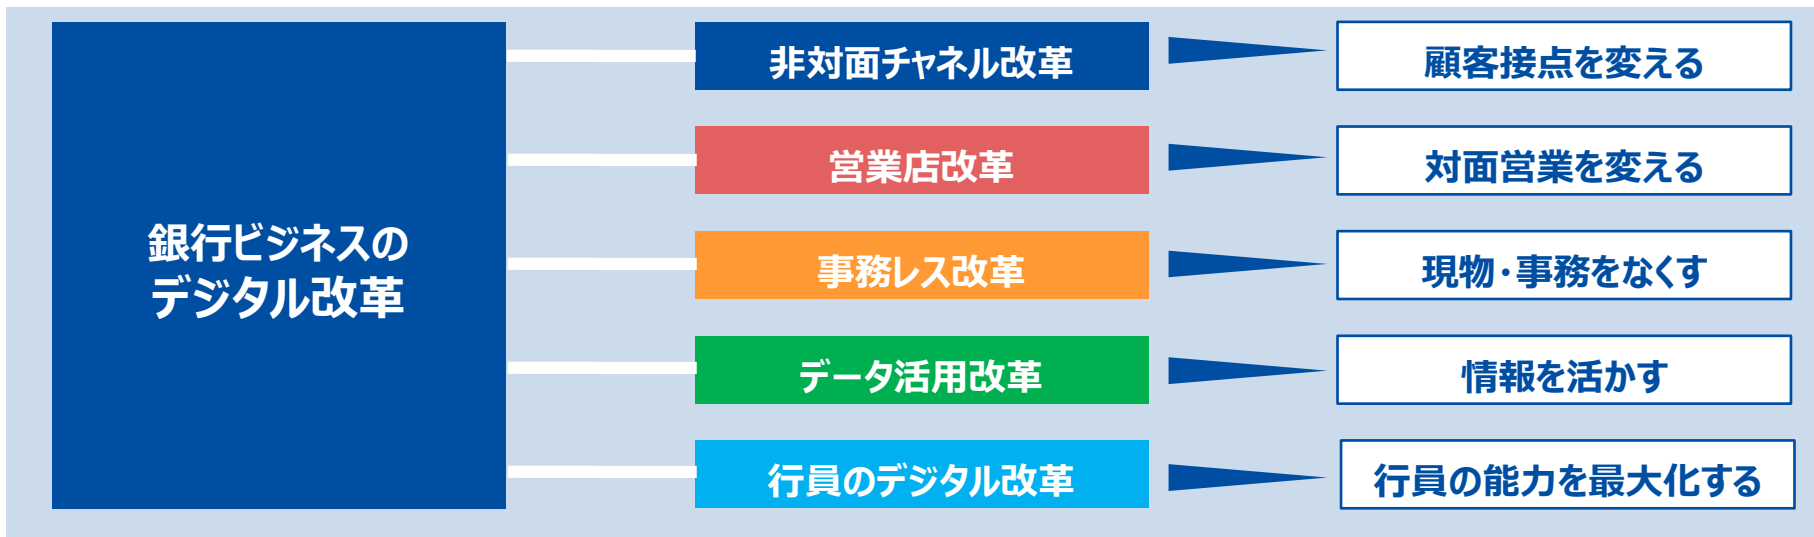 銀行ビジネスの
デジタル改革
非対面チャネル改革
顧客接点を変える
営業店改革
対面営業を変える
事務レス改革
現物・事務をなくす
データ活用改革
情報を活かす
行員のデジタル改革
行員の能力を最大化する